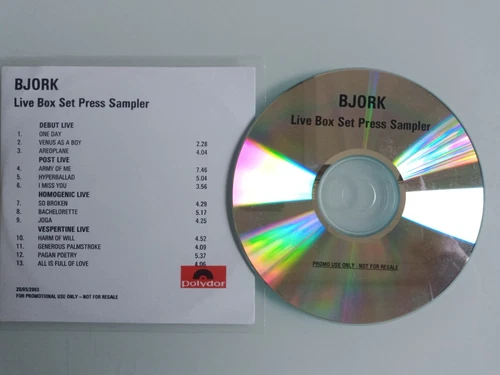 BJORK
Live Box Set Press Sampler
DEBUT LIVE
1. ONE DAY
2. VENUS AS A BOY 2.28
3. AREOPLANE 4.04
POST LIVE
4. ARMY OF ME 7.46
5. HYPERBALLAD 5.04
6. I MISS YOU 3.56
HOMOGENIC LIVE
7. SO BROKEN 4.29
8. BACHELORETTE 5.17
9. JOGA 4.25
VESPERTINE LIVE
10. HARM OF WILL 4.52
11. GENEROUS PALMSTROKE 4.09
12. PAGAN POETRY 5.37
13. ALL IS FULL OF LOVE 4.06
polydor
FOR PROMOTIONAL USE ONLY – NOT FOR RESALE
BJORK
Live Box Set Press Sampler
PROMO USE ONLY - NOT FOR RESALE